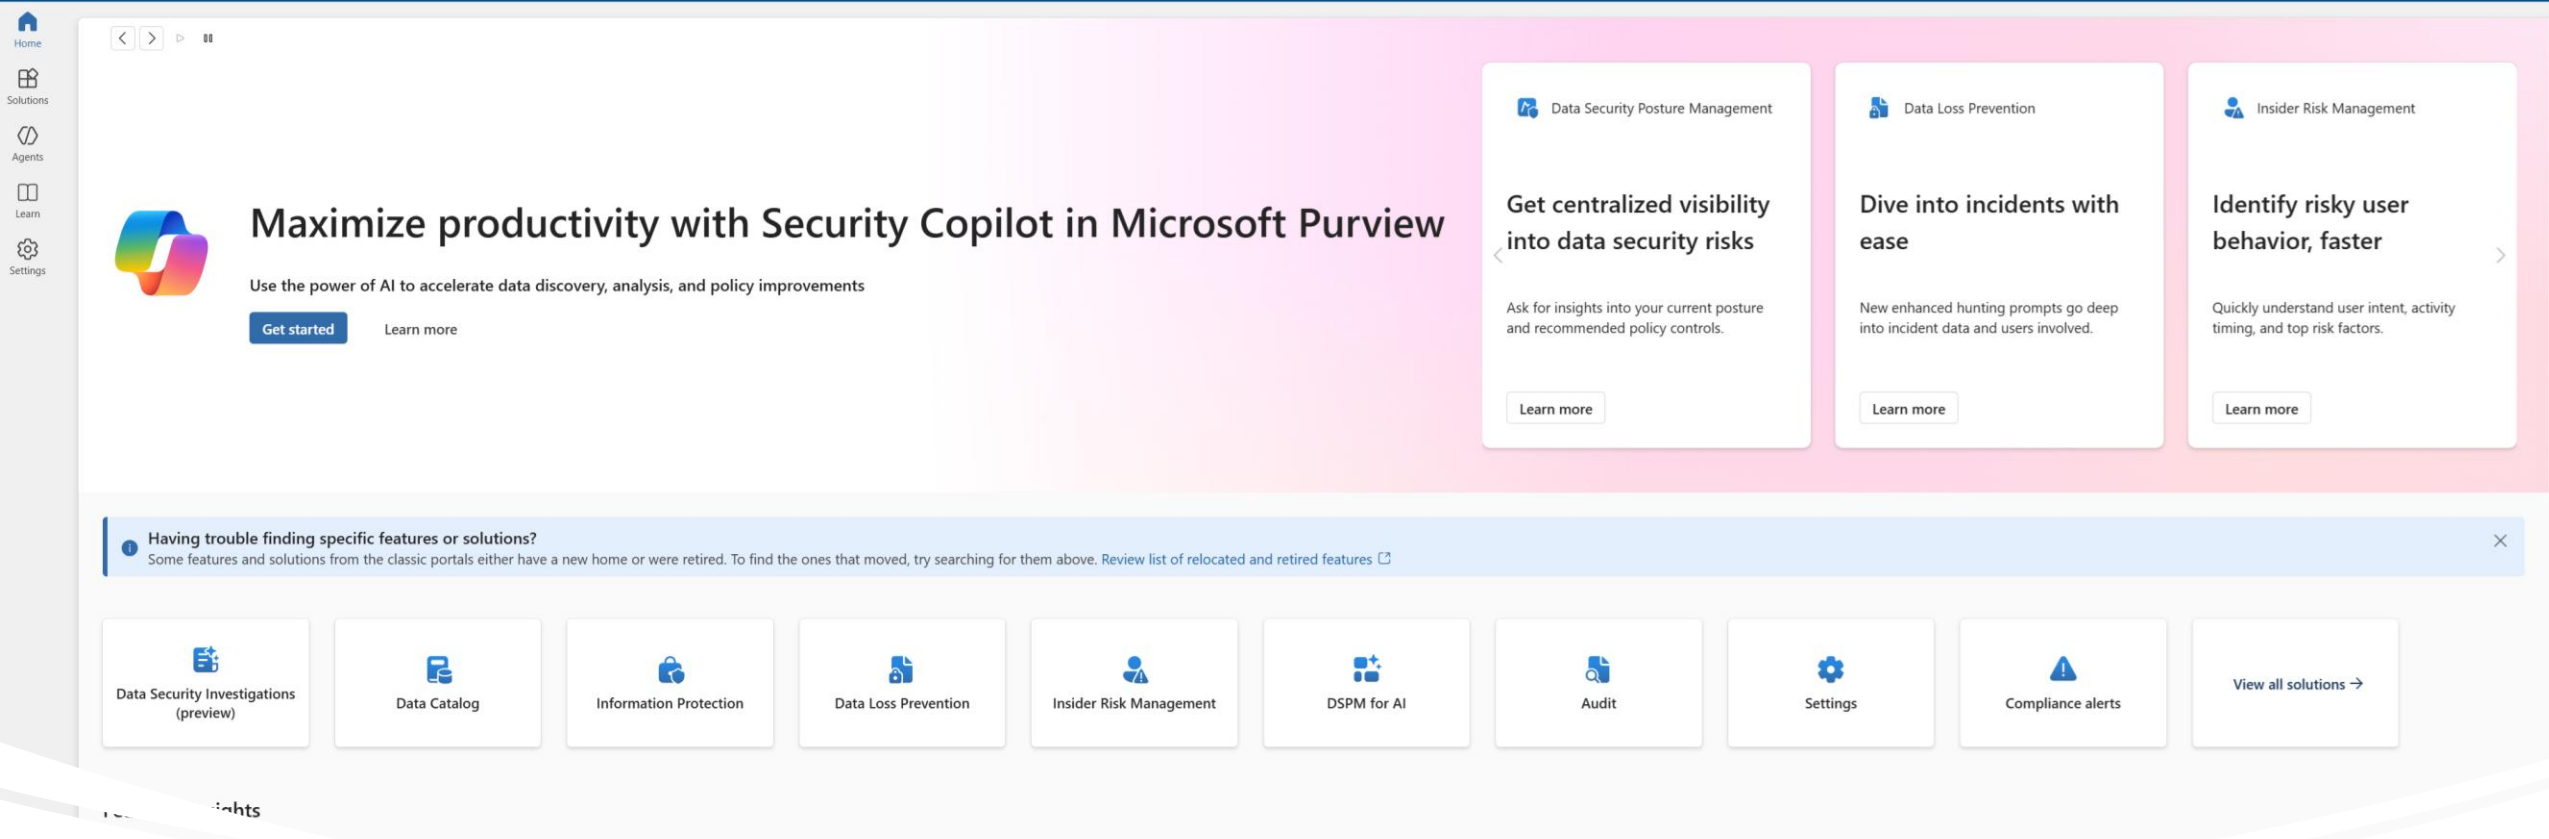 Home
Solutions
Agents
Learn
Settings
Maximize productivity with Security Copilot in Microsoft Purview
Use the power of AI to accelerate data discovery, analysis, and policy improvements
Get started
Learn more
Data Security Posture Management
Get centralized visibility
into data security risks
Ask for insights into your current posture
and recommended policy controls.
Learn more
Data Loss Prevention
Dive into incidents with
ease
New enhanced hunting prompts go deep
into incident data and users involved.
Learn more
Insider Risk Management
Identify risky user
behavior, faster
Quickly understand user intent, activity
timing, and top risk factors.
Learn more
Having trouble finding specific features or solutions?
Some features and solutions from the classic portals either have a new home or were retired. To find the ones that moved, try searching for them above. Review list of relocated and retired features
Data Security Investigations
(preview)
Data Catalog
Information Protection
Data Loss Prevention
Insider Risk Management
DSPM for AI
Audit
Settings
Compliance alerts
View all solutions →